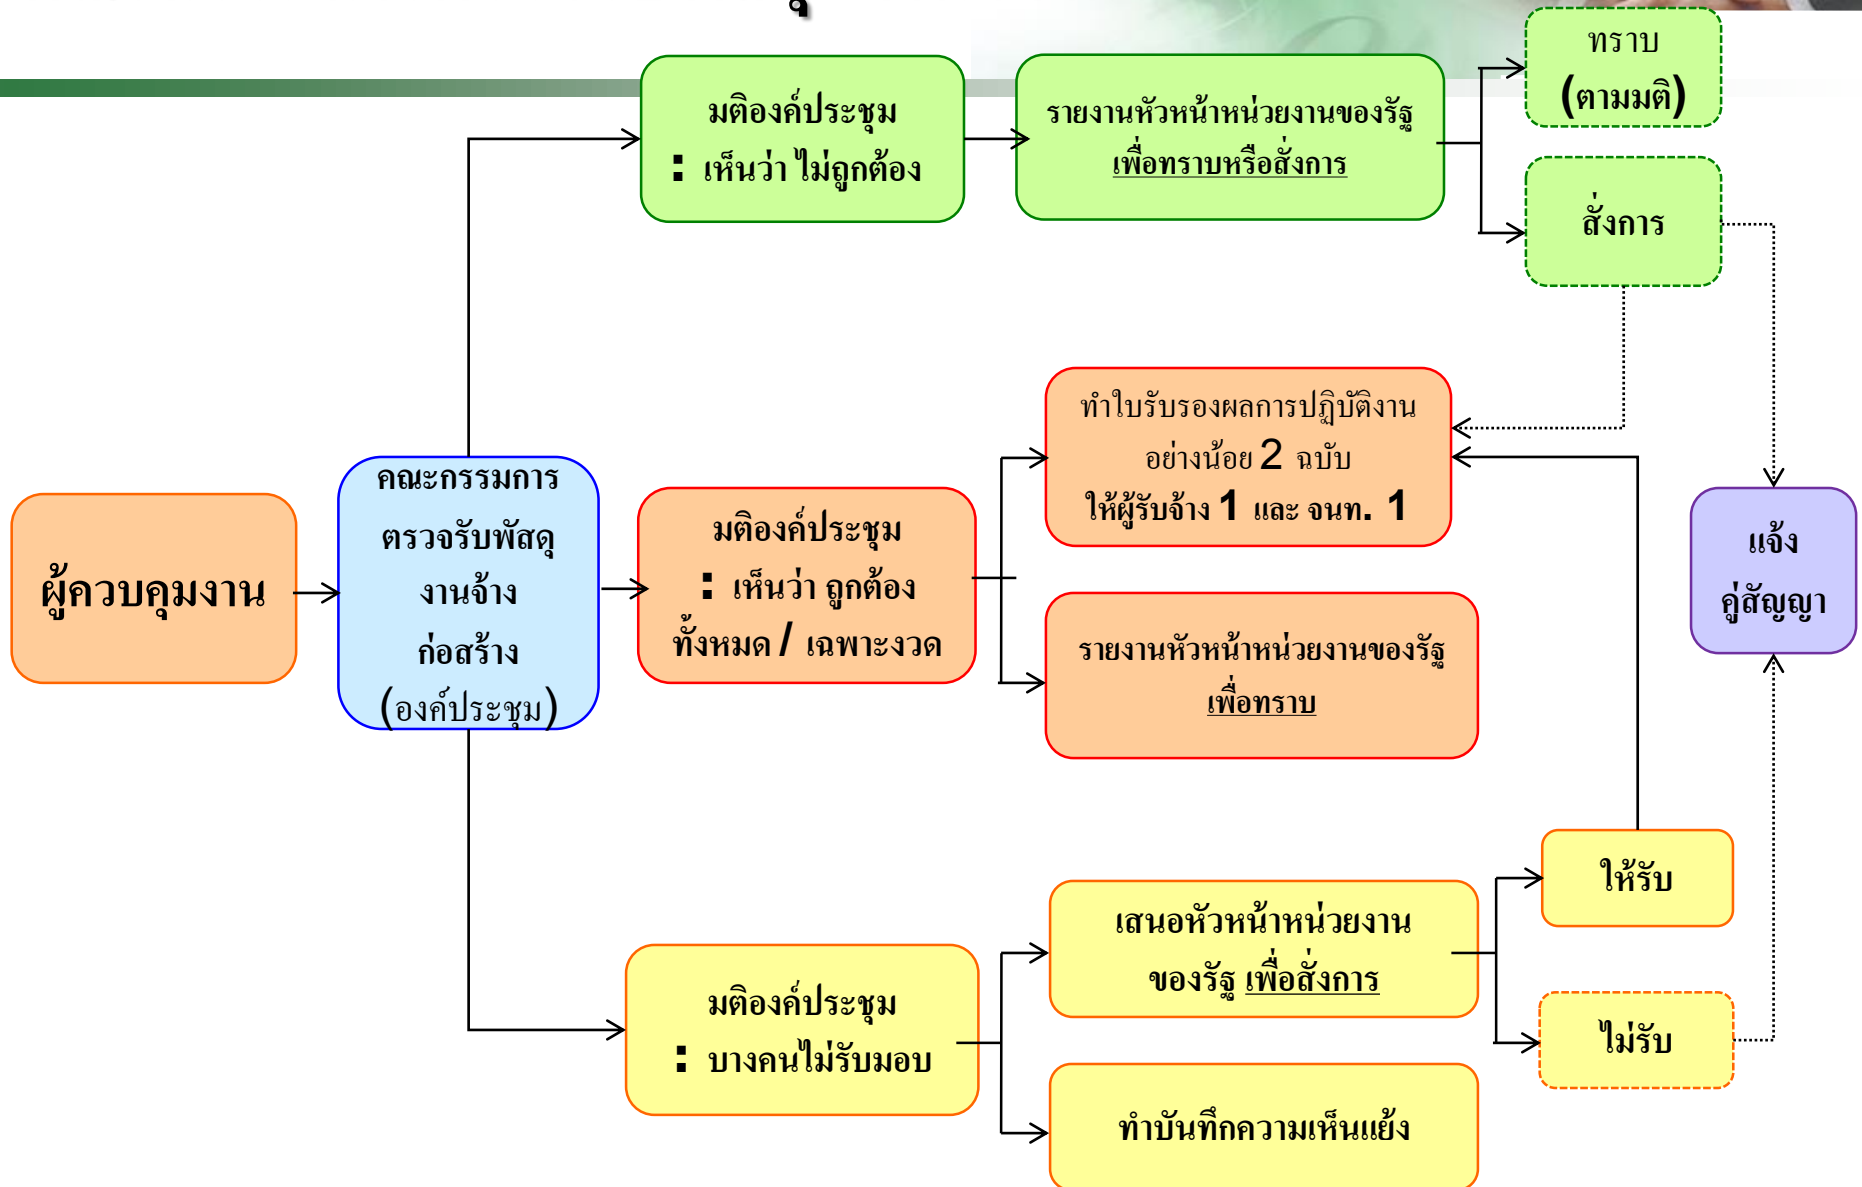 ผู้ควบคุมงาน
คณะกรรมการ
ตรวจรับพัสดุ
งานจ้าง
ก่อสร้าง
(องค์ประชุม)
มติองค์ประชุม
: เห็นว่า ไม่ถูกต้อง
รายงานหัวหน้าหน่วยงานของรัฐ
เพื่อทราบหรือสั่งการ
ทราบ
(ตามมติ)
สั่งการ
มติองค์ประชุม
: เห็นว่า ถูกต้อง
ทั้งหมด / เฉพาะงวด
ทำใบรับรองผลการปฏิบัติงาน
อย่างน้อย 2 ฉบับ
ให้ผู้รับจ้าง 1 และ จนท. 1
รายงานหัวหน้าหน่วยงานของรัฐ
เพื่อทราบ
แจ้ง
คู่สัญญา
มติองค์ประชุม
: บางคนไม่รับมอบ
เสนอหัวหน้าหน่วยงาน
ของรัฐ เพื่อสั่งการ
ทำบันทึกความเห็นแย้ง
ให้รับ
ไม่รับ